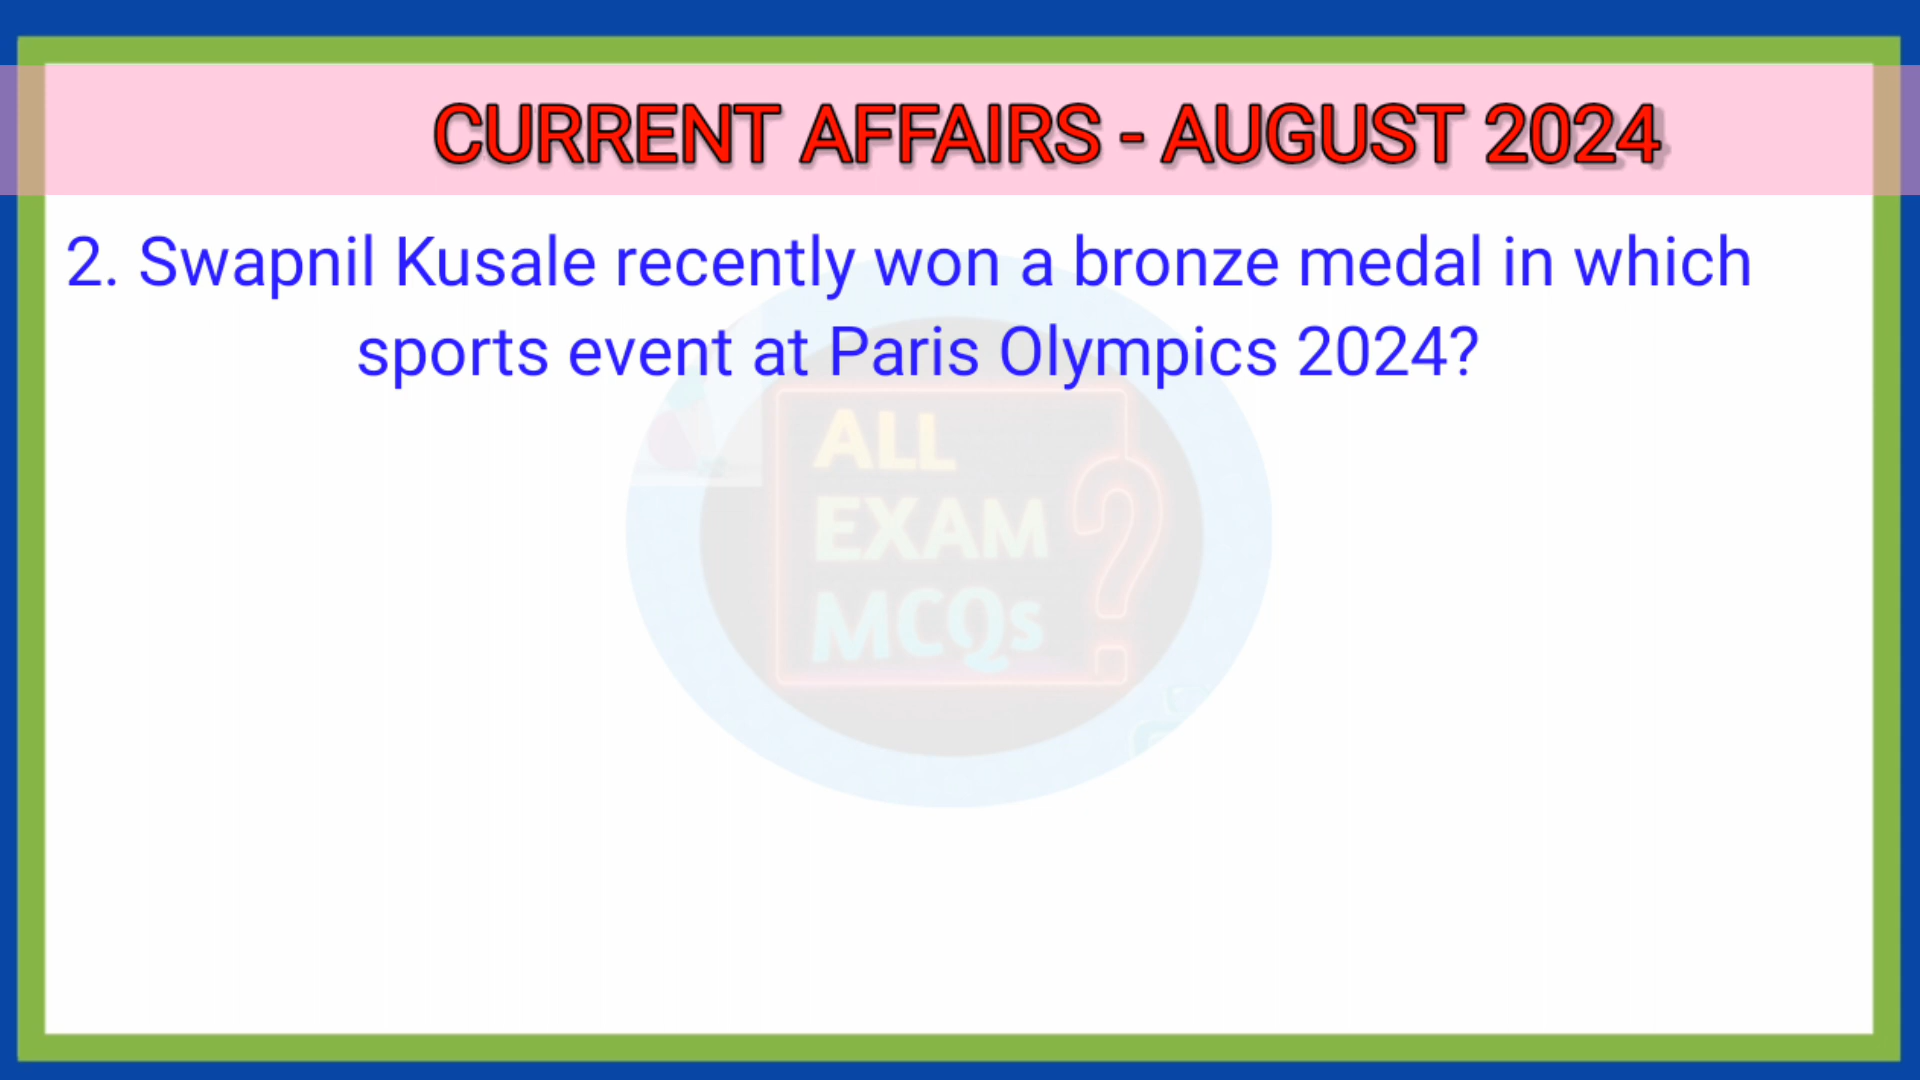 CURRENT AFFAIRS - AUGUST 2024
2. Swapnil Kusale recently won a bronze medal in which
sports event at Paris Olympics 2024?
ALL
EXAM
MCQs
?